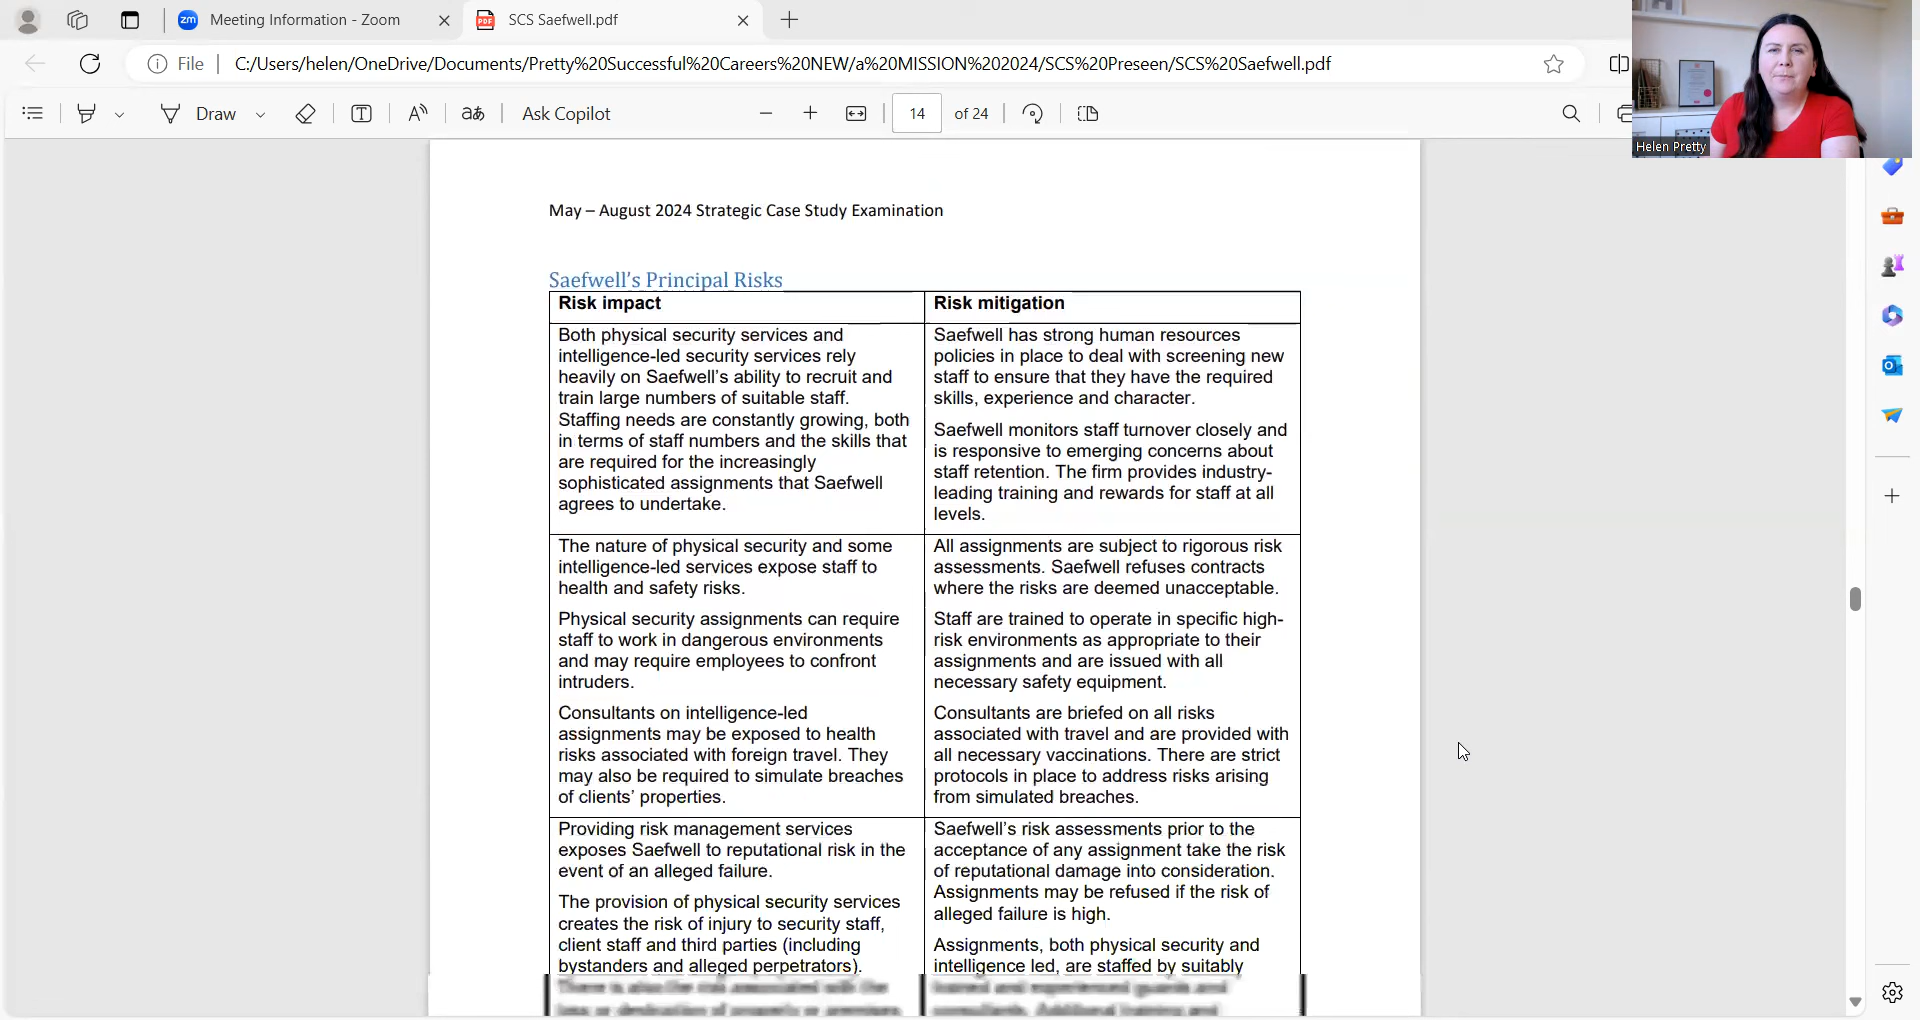 Meeting Information - Zoom
SCS Saefwell.pdf
File
C:/Users/helen/OneDrive/Documents/Pretty%20Successful%20Careers%20NEW/a%20MISSION%202024/SCS%20Preseen/SCS%20Saefwell.pdf
Draw
Ask Copilot
14
of 24
Helen Pretty
May – August 2024 Strategic Case Study Examination
Saefwell’s Principal Risks
Risk impact
Both physical security services and
intelligence-led security services rely
heavily on Saefwell’s ability to recruit and
train large numbers of suitable staff.
Staffing needs are constantly growing, both
in terms of staff numbers and the skills that
are required for the increasingly
sophisticated assignments that Saefwell
agrees to undertake.
Risk mitigation
Saefwell has strong human resources
policies in place to deal with screening new
staff to ensure that they have the required
skills, experience and character.
Saefwell monitors staff turnover closely and
is responsive to emerging concerns about
staff retention. The firm provides industry-
leading training and rewards for staff at all
levels.
The nature of physical security and some
intelligence-led services expose staff to
health and safety risks.
Physical security assignments can require
staff to work in dangerous environments
and may require employees to confront
intruders.
Consultants on intelligence-led
assignments may be exposed to health
risks associated with foreign travel. They
may also be required to simulate breaches
of clients’ properties.
All assignments are subject to rigorous risk
assessments. Saefwell refuses contracts
where the risks are deemed unacceptable.
Staff are trained to operate in specific high-
risk environments as appropriate to their
assignments and are issued with all
necessary safety equipment.
Consultants are briefed on all risks
associated with travel and are provided with
all necessary vaccinations. There are strict
protocols in place to address risks arising
from simulated breaches.
Providing risk management services
exposes Saefwell to reputational risk in the
event of an alleged failure.
The provision of physical security services
creates the risk of injury to security staff,
client staff and third parties (including
bystanders and alleged perpetrators).
Saefwell’s risk assessments prior to the
acceptance of any assignment take the risk
of reputational damage into consideration.
Assignments may be refused if the risk of
alleged failure is high.
Assignments, both physical security and
intelligence led, are staffed by suitably